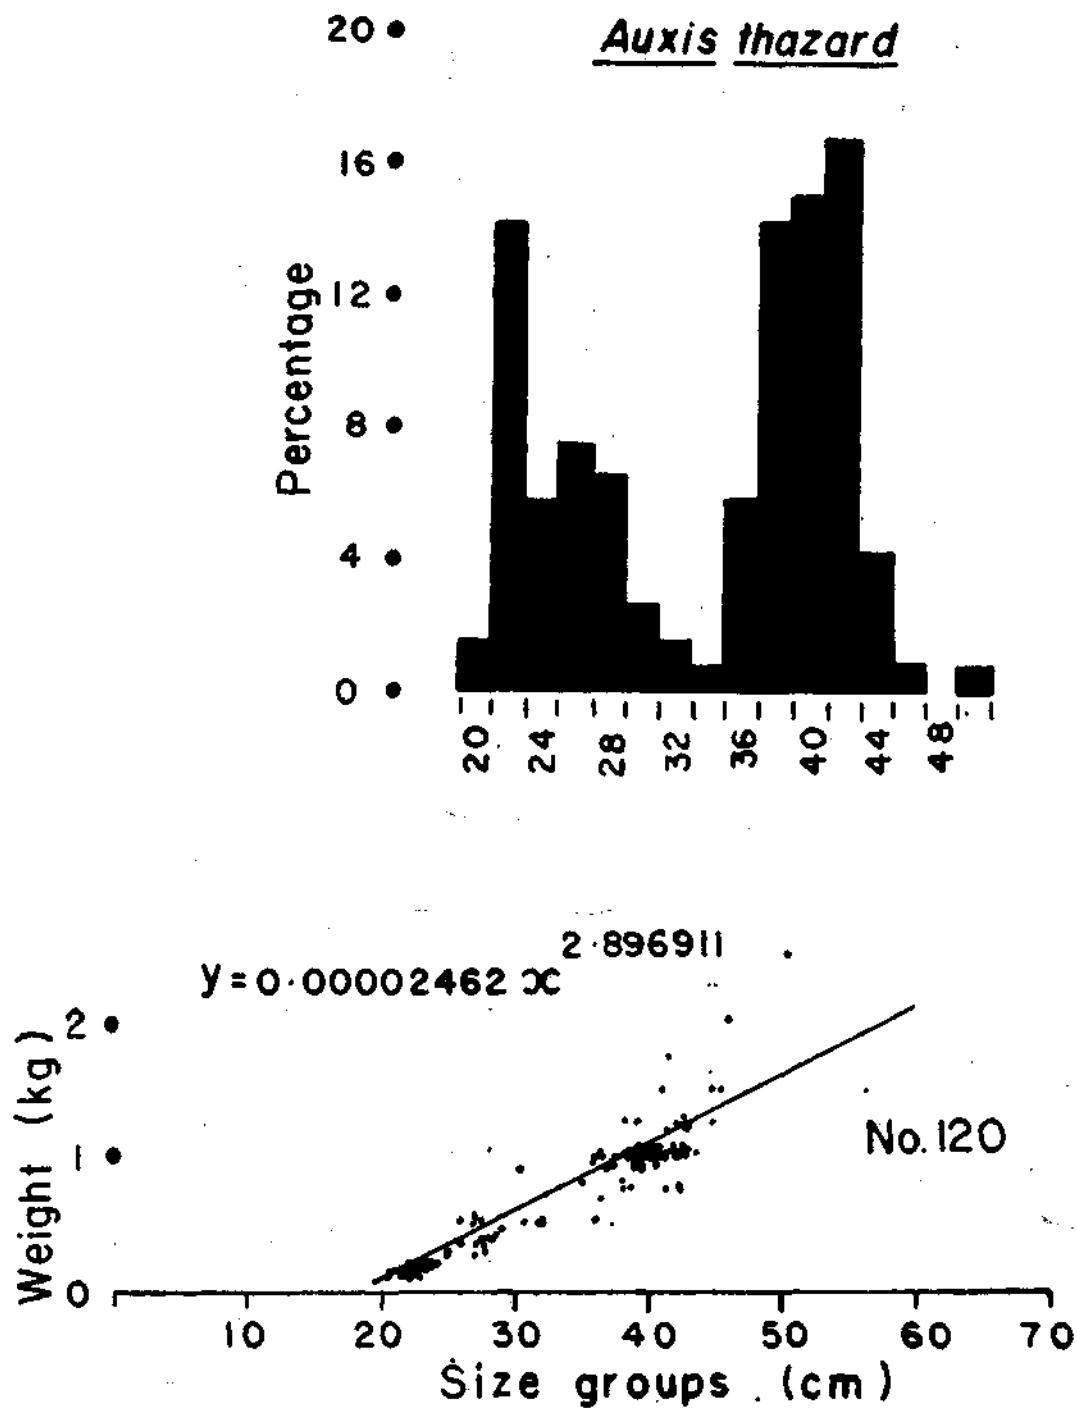 Auxis thazard
20
16
12
8
4
0
Percentage
20 24 28 32 36 40 44 48
y=0·00002462 x 2·896911
2
1
0
Weight (kg)
No. 120
10 20 30 40 50 60 70
Size groups (cm)